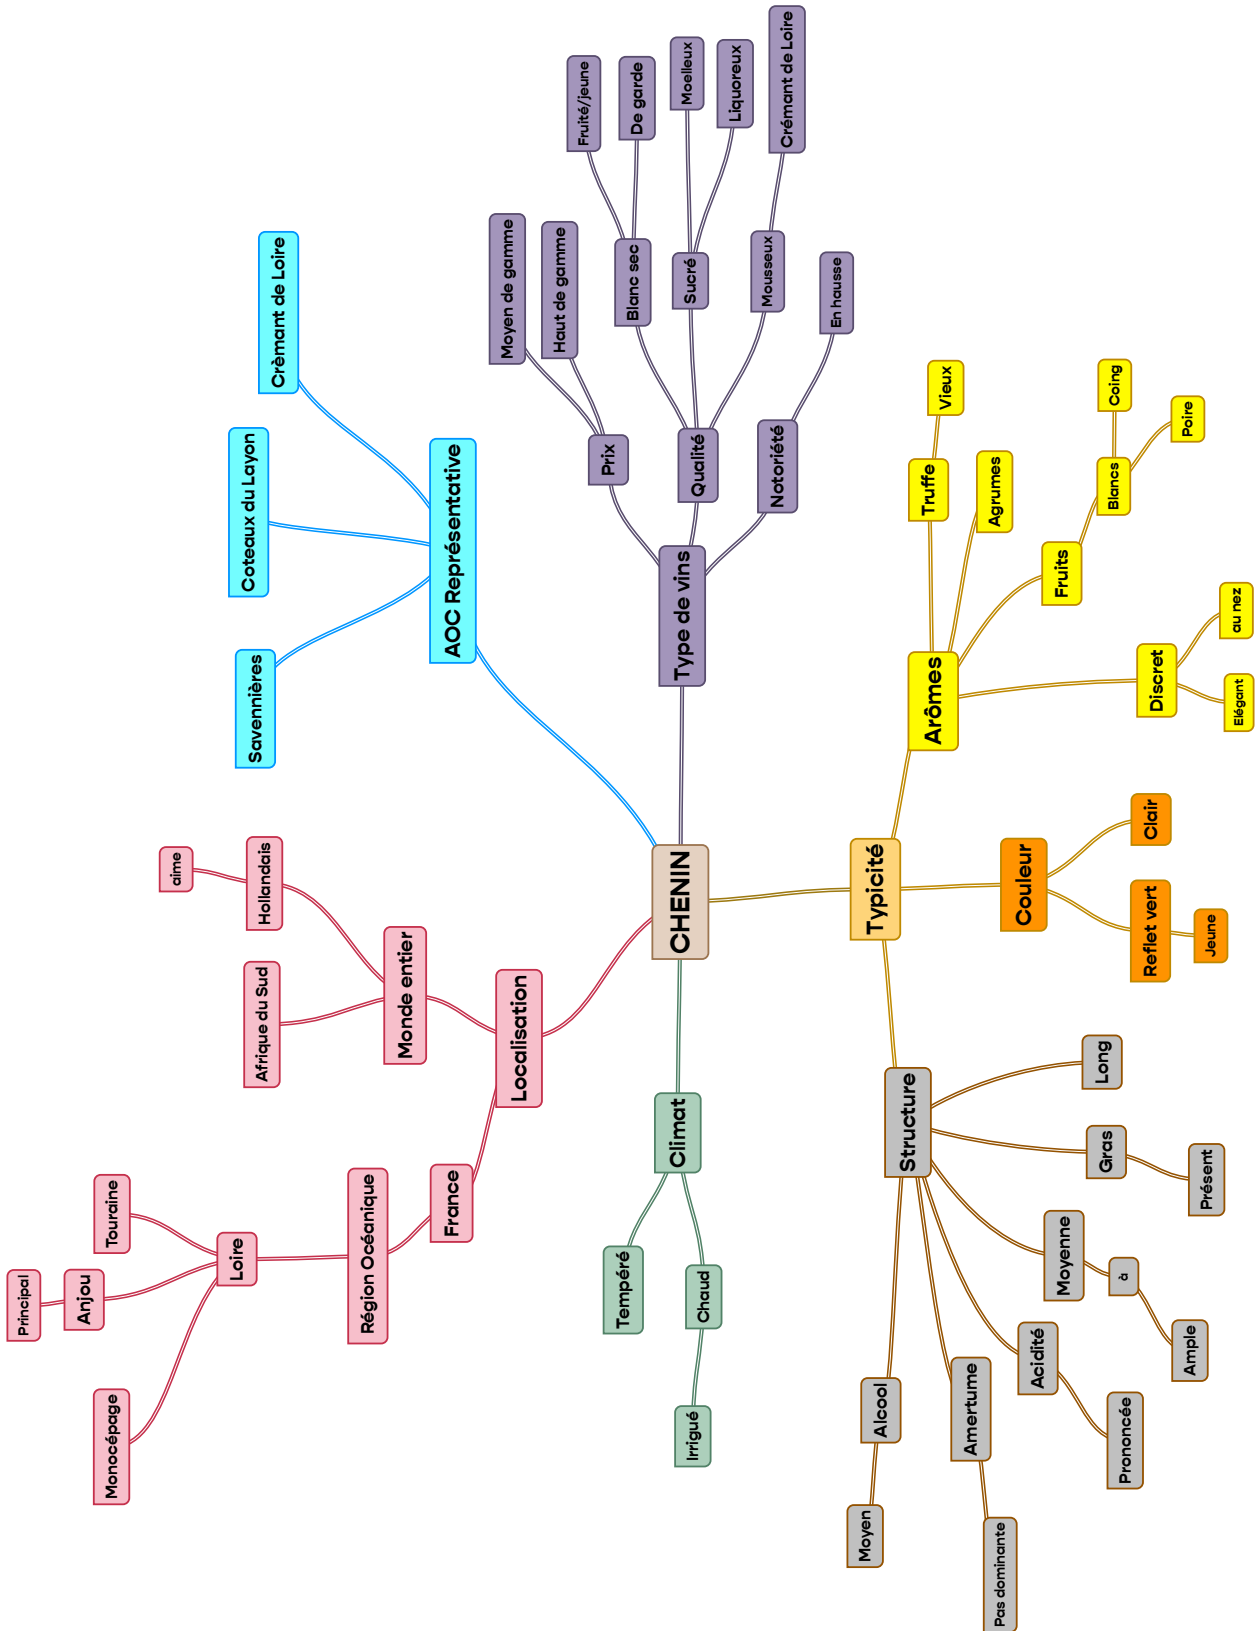 CHENIN
AOC Représentative
Savennières
Coteaux du Layon
Crèmant de Loire
Type de vins
Prix
Moyen de gamme
Haut de gamme
Qualité
Blanc sec
Fruité/jeune
De garde
Sucré
Moelleux
Liquoreux
Mousseux
Crémant de Loire
Notoriété
En hausse
Typicité
Arômes
Truffe
Vieux
Agrumes
Fruits
Blancs
Coing
Poire
Discret
au nez
Elégant
Couleur
Clair
Reflet vert
Jeune
Structure
Long
Gras
Présent
Moyenne
à
Ample
Acidité
Prononcée
Amertume
Pas dominante
Alcool
Moyen
Climat
Tempéré
Chaud
Irrigué
Localisation
Monde entier
Hollandais
aime
Afrique du Sud
France
Région Océanique
Loire
Touraine
Anjou
Principal
Monocépage